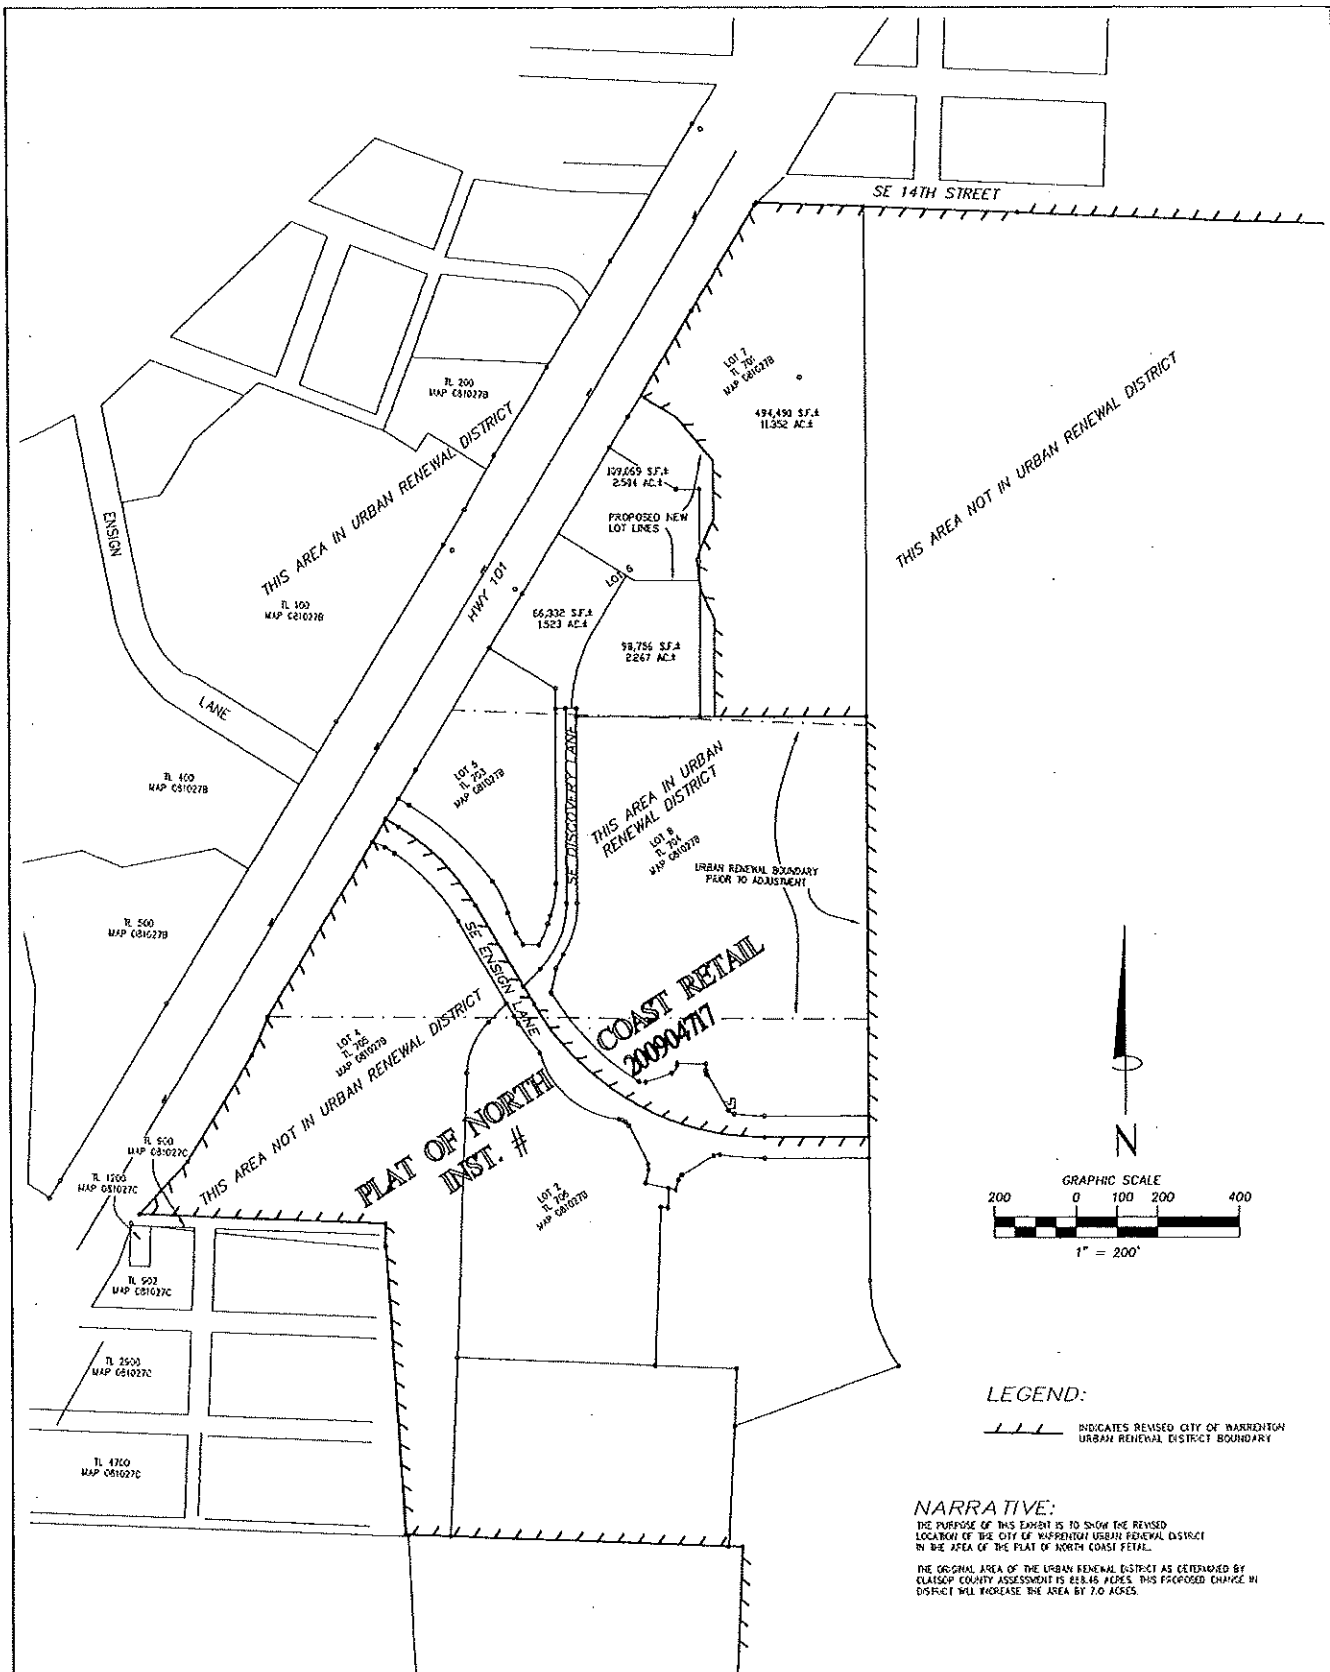 SE 14TH STREET
LOT 7
TL 701
MAP 081027B
494,490 S.F.±
11.352 AC.±
THIS AREA NOT IN URBAN RENEWAL DISTRICT
TL 200
MAP 081027B
THIS AREA IN URBAN RENEWAL DISTRICT
S.F.±
AC.±
PROPOSED NEW
LOT LINES
ENSIGN
LANE
HWY 101
LOT 6
TL
MAP 081027B
66,332 S.F.±
1.523 AC.±
98,756 S.F.±
2.267 AC.±
TL 400
MAP 081027B
LOT 5
TL 703
MAP 081027B
SE DISCOVERY LANE
THIS AREA IN URBAN
RENEWAL DISTRICT
LOT 8
TL 704
MAP 081027B
URBAN RENEWAL BOUNDARY
PRIOR TO ADJUSTMENT
TL 500
MAP 081027B
SE ENSIGN LANE
COAST RETAIL
200904717
LOT 4
TL 705
MAP 081027B
THIS AREA NOT IN URBAN RENEWAL DISTRICT
PLAT OF NORTH
INST. #
TL 900
MAP 081027C
TL 1200
MAP 081027C
LOT 2
TL 706
MAP 081027B
TL 902
MAP 081027C
TL 2600
MAP 081027C
TL 4700
MAP 081027C
N
GRAPHIC SCALE
200 0 100 200 400
1" = 200'
LEGEND:
INDICATES REVISED CITY OF WARRENTON
URBAN RENEWAL DISTRICT BOUNDARY
NARRATIVE:
THE PURPOSE OF THIS EXHIBIT IS TO SHOW THE REVISED
LOCATION OF THE CITY OF WARRENTON URBAN RENEWAL DISTRICT
IN THE AREA OF THE PLAT OF NORTH COAST RETAIL.
THE ORIGINAL AREA OF THE URBAN RENEWAL DISTRICT AS DETERMINED BY
CLATSOP COUNTY ASSESSMENT IS ACRES. THIS PROPOSED CHANGE IN
DISTRICT WILL INCREASE THE AREA BY 7.0 ACRES.